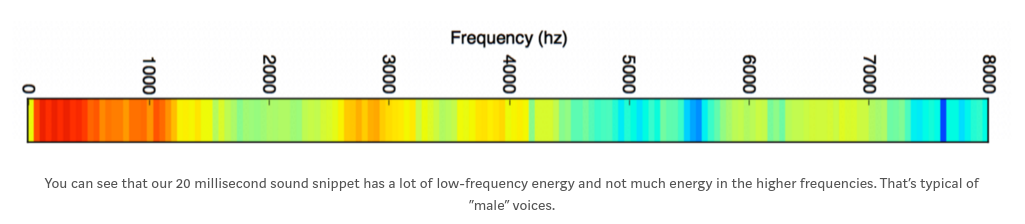 Frequency (hz)
0 1000 2000 3000 4000 5000 6000 7000 8000
You can see that our 20 millisecond sound snippet has a lot of low-frequency energy and not much energy in the higher frequencies. That's typical of
"male" voices.